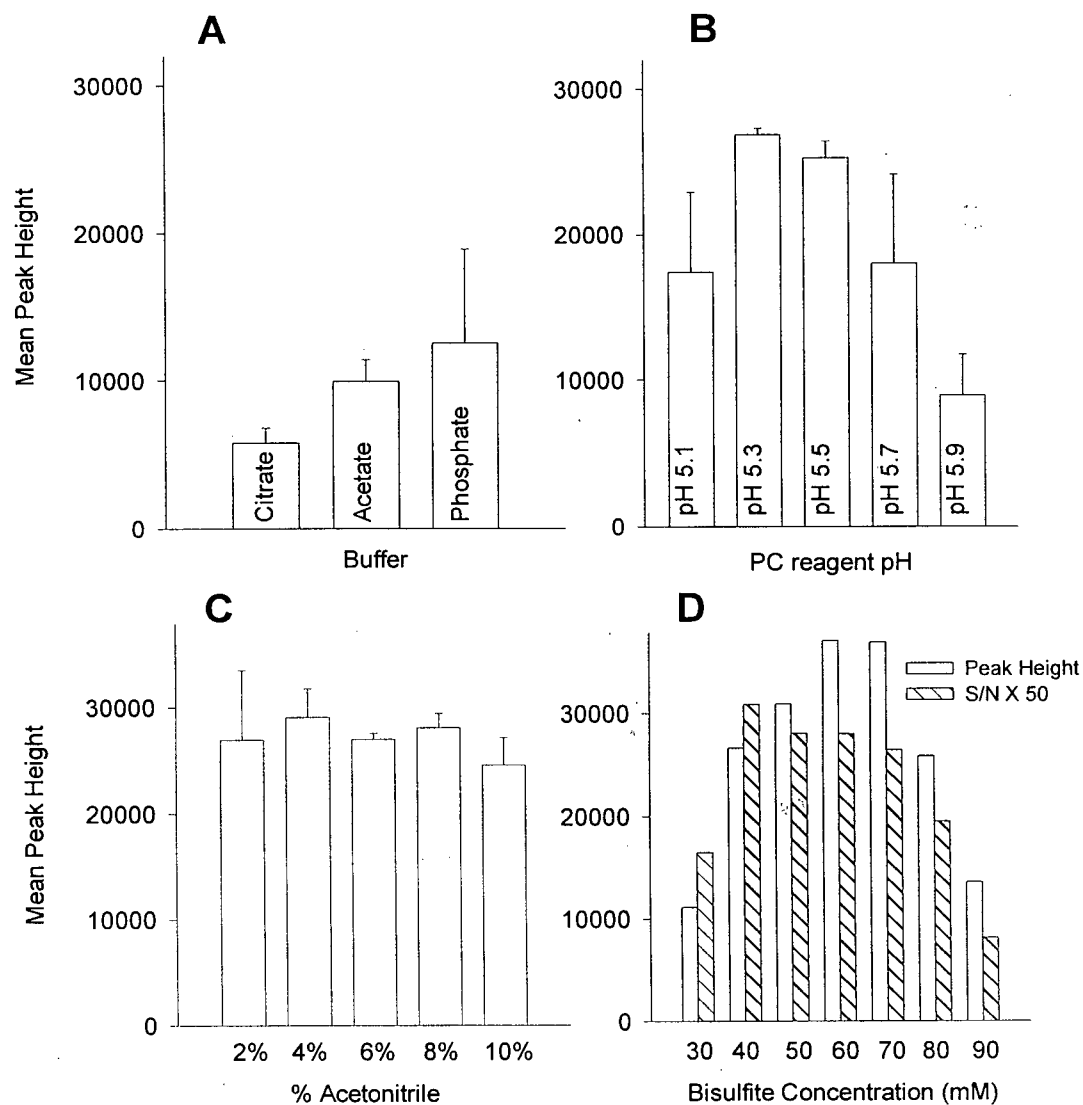 A
30000
20000
10000
0
Mean Peak Height
Citrate
Acetate
Phosphate
Buffer
B
30000
20000
10000
0
pH 5.1
pH 5.3
pH 5.5
pH 5.7
pH 5.9
PC reagent pH
C
30000
20000
10000
0
Mean Peak Height
2% 4% 6% 8% 10%
% Acetonitrile
D
Peak Height
S/N X 50
30000
20000
10000
0
30 40 50 60 70 80 90
Bisulfite Concentration (mM)